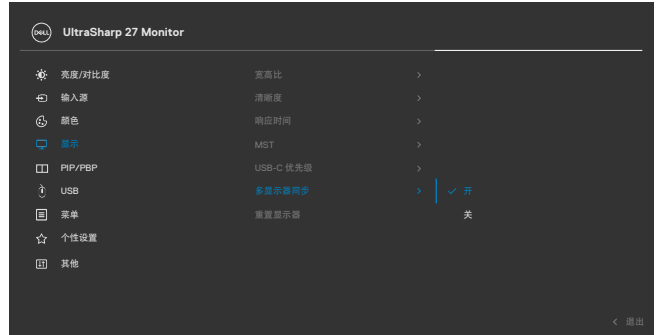 DELL UltraSharp 27 Monitor
亮度/对比度 宽高比
输入源 清晰度
颜色 响应时间
显示 MST
PIP/PBP USB-C 优先级
USB 多显示器同步 开
菜单 重置显示器 关
个性设置
其他
退出